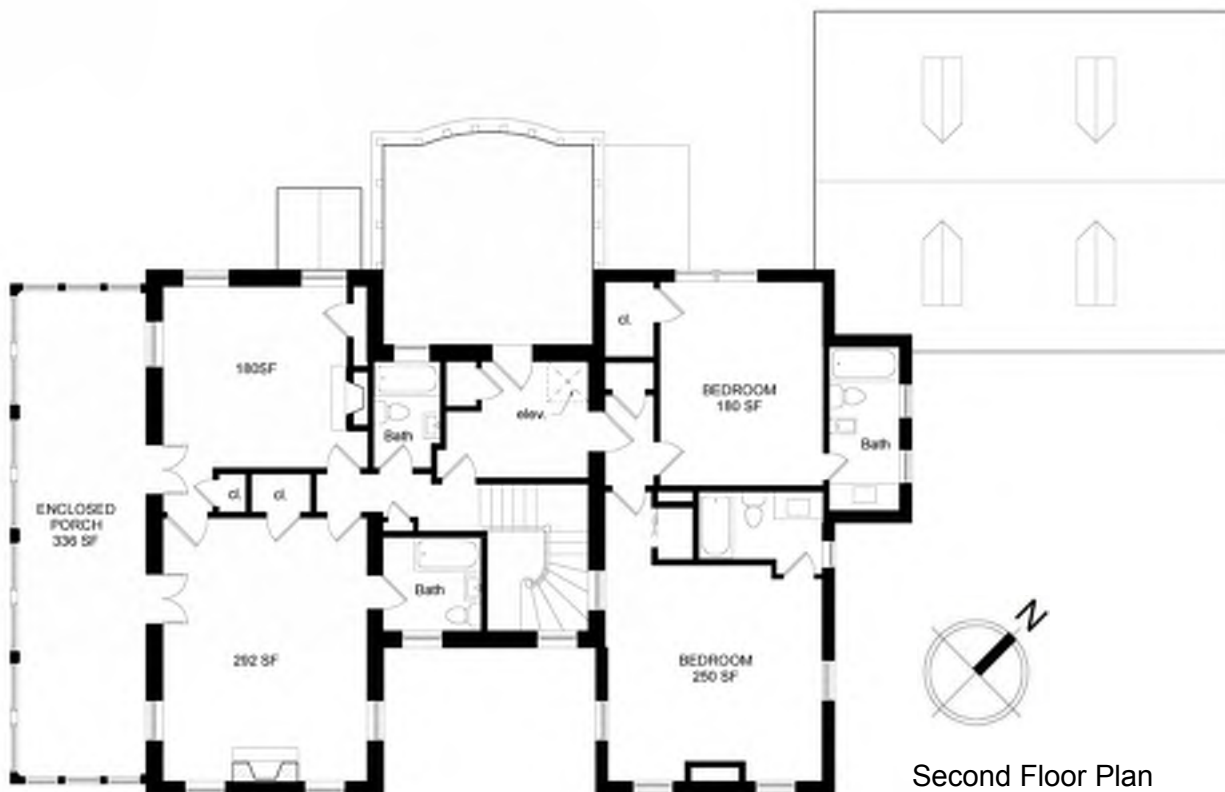 cl.
180SF
BEDROOM
180 SF
elev.
Bath
Bath
cl.
cl.
ENCLOSED
PORCH
336 SF
Bath
N
292 SF
BEDROOM
250 SF
Second Floor Plan